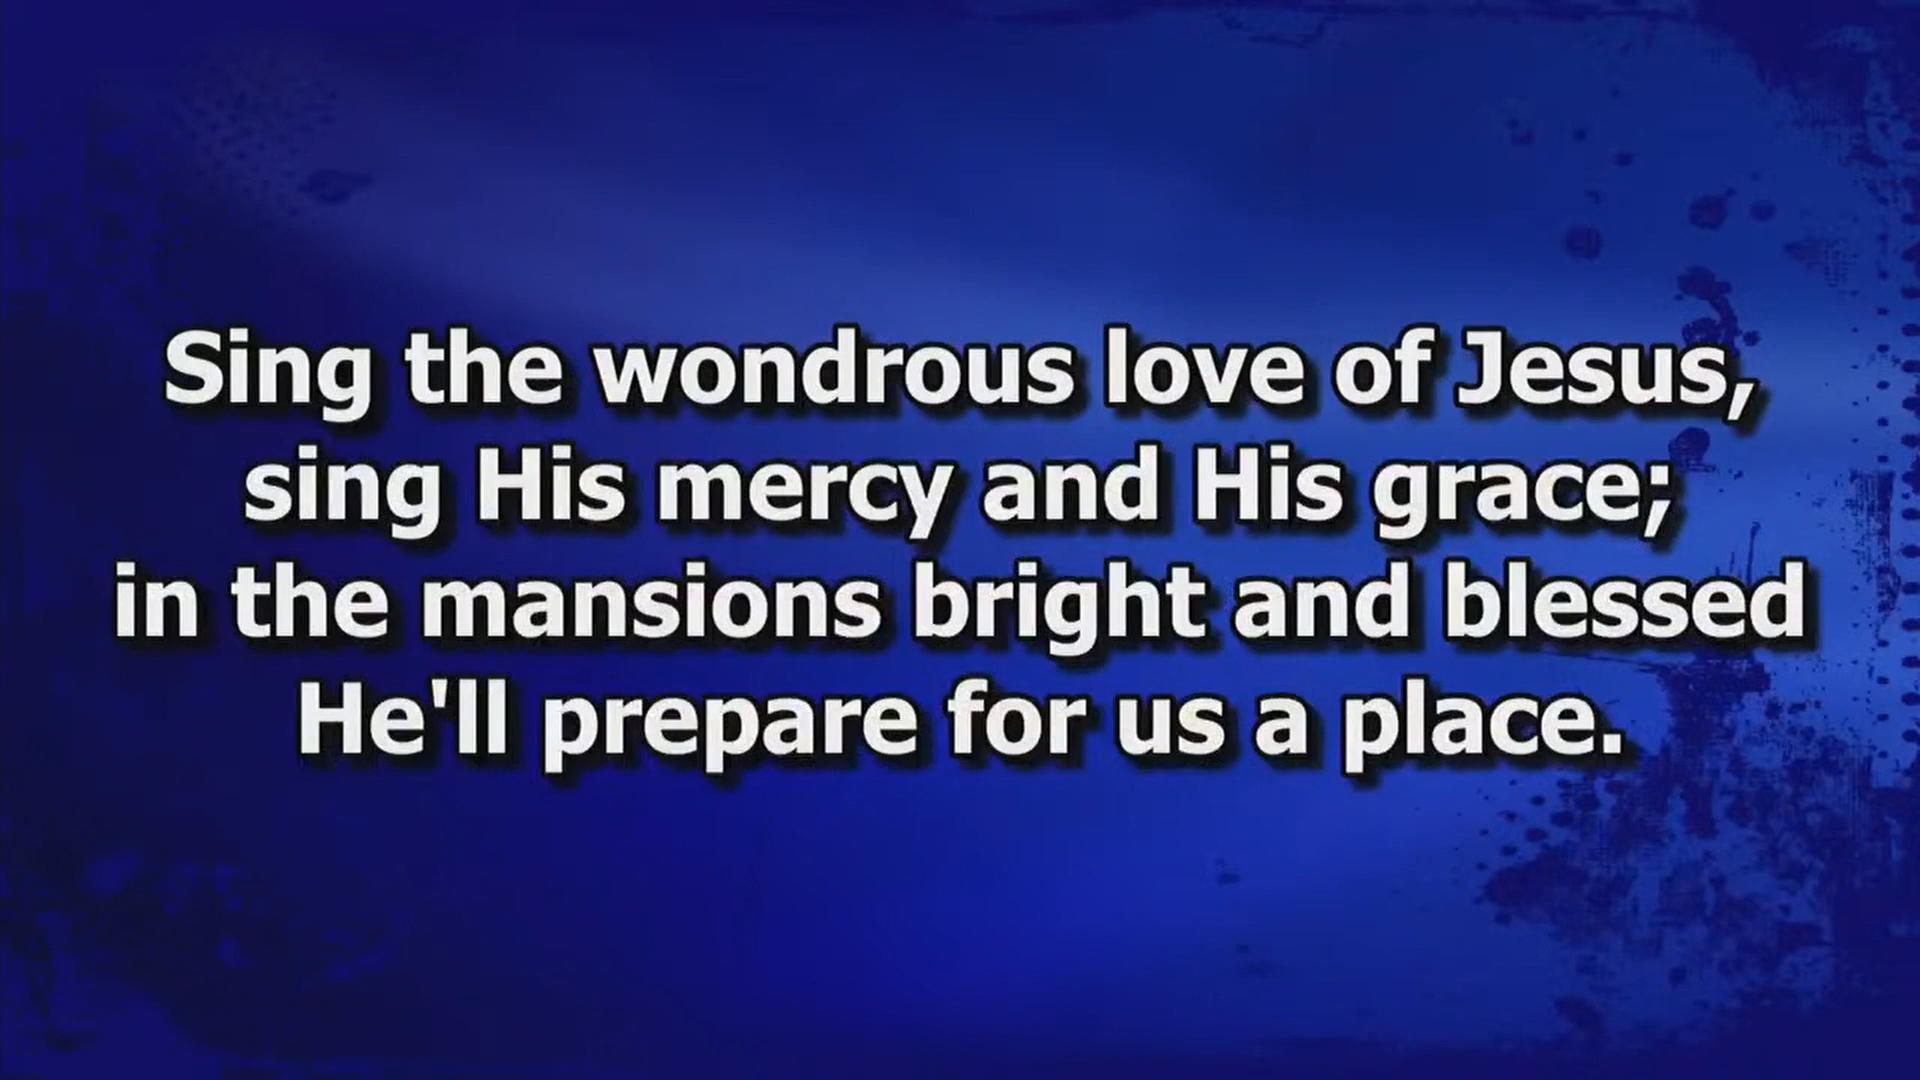 Sing the wondrous love of Jesus,
sing His mercy and His grace;
in the mansions bright and blessed
He'll prepare for us a place.